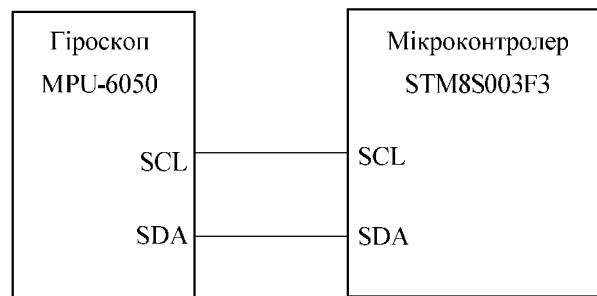 Гіроскоп
MPU-6050
SCL
SDA
Мікроконтролер
STM8S003F3
SCL
SDA